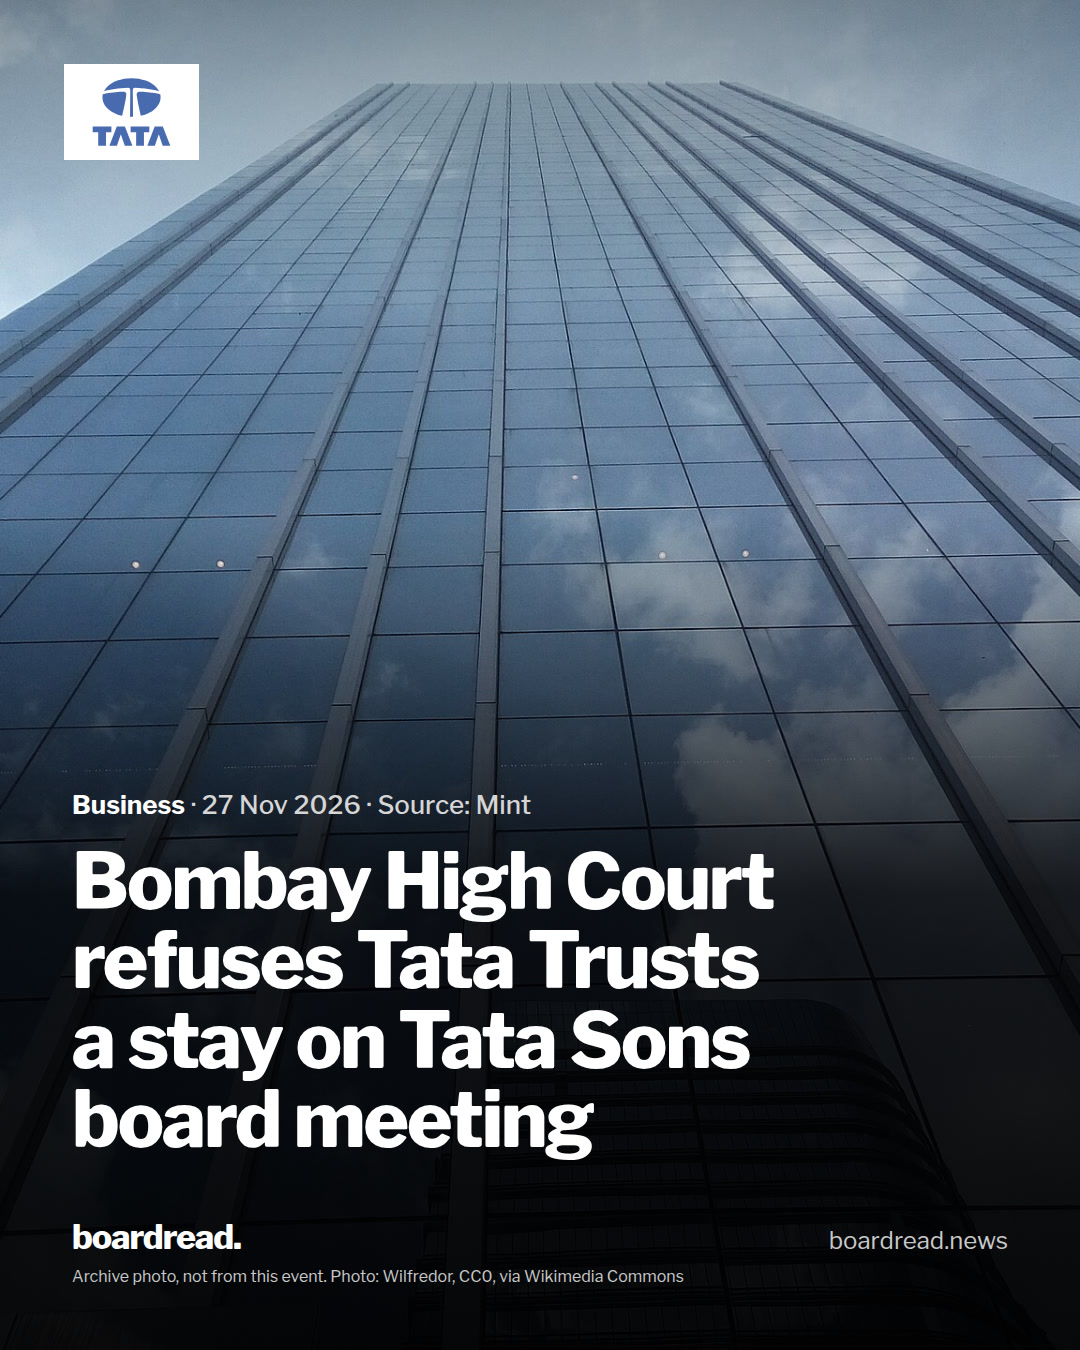 TATA
Business · 27 Nov 2026 · Source: Mint
Bombay High Court
refuses Tata Trusts
a stay on Tata Sons
board meeting
boardread.
boardread.news
Archive photo, not from this event. Photo: Wilfredor, CC0, via Wikimedia Commons